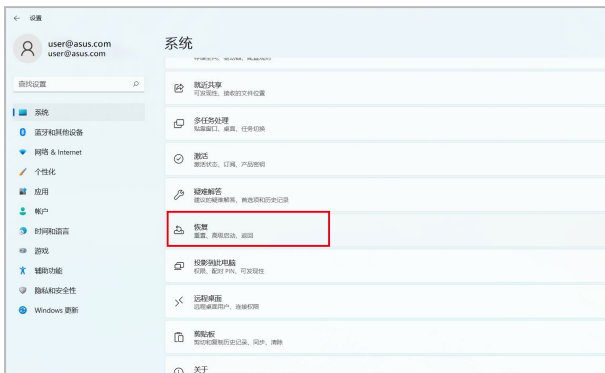 设置
user@asus.com
user@asus.com
查找设置
系统
蓝牙和其他设备
网络 & Internet
个性化
应用
帐户
时间和语言
游戏
辅助功能
隐私和安全性
Windows 更新
系统
就近共享
可发现性、接收的文件位置
多任务处理
贴靠窗口、桌面、任务切换
激活
激活状态、订阅、产品密钥
疑难解答
建议的疑难解答、首选项和历史记录
恢复
重置、高级启动、返回
投影到此电脑
权限、配对 PIN、可发现性
远程桌面
远程桌面用户、连接权限
剪贴板
剪切和复制历史记录、同步、清除
关于